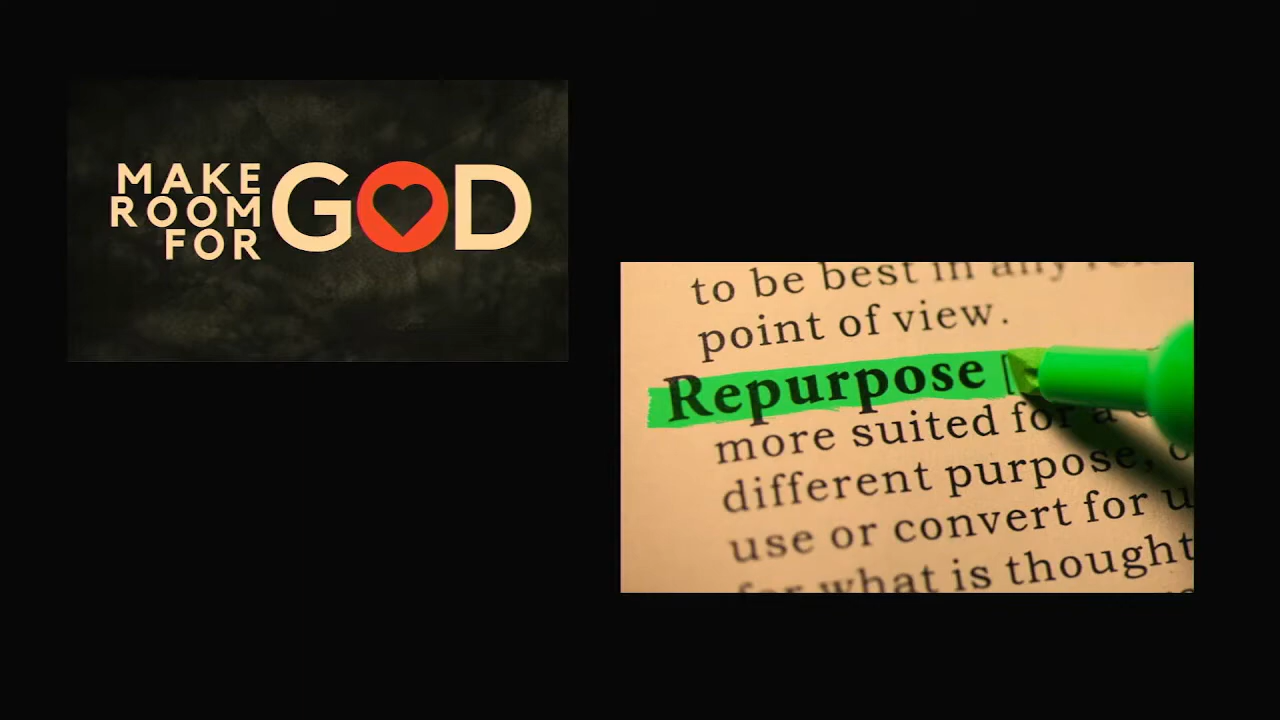 MAKE
ROOM
FOR
GOD
to be best in any
point of view.
Repurpose [
more suited for a
different purpose,
use or convert for
for what is thought